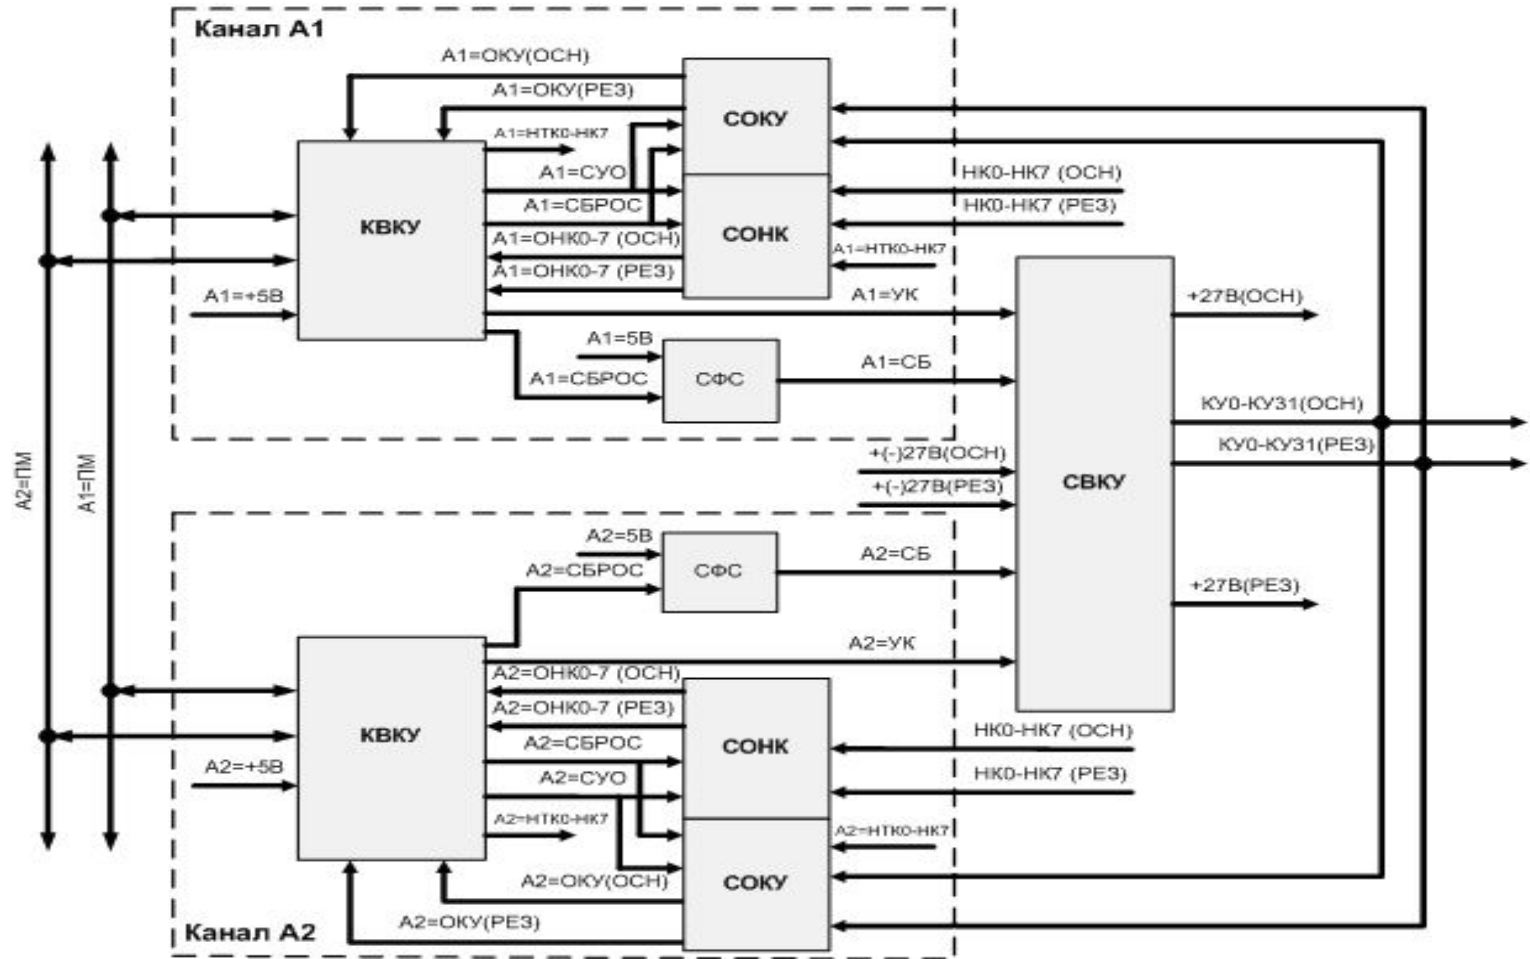 Канал А1
А1=ОКУ(ОСН)
А1=ОКУ(РЕЗ)
А1=НТК0-НК7
А1=СУО
А1=СБРОС
А1=ОНК0-7 (ОСН)
А1=ОНК0-7 (РЕЗ)
СОКУ
СОНК
КВКУ
НК0-НК7 (ОСН)
НК0-НК7 (РЕЗ)
А1=НТК0-НК7
А1=+5В
А1=УК
А1=5В
А1=СБРОС
СФС
А1=СБ
+27В(ОСН)
КУ0-КУ31(ОСН)
КУ0-КУ31(РЕЗ)
+(-)27В(ОСН)
+(-)27В(РЕЗ)
СВКУ
А2=ПМ
А1=ПМ
А2=5В
А2=СБРОС
СФС
А2=СБ
+27В(РЕЗ)
А2=УК
А2=ОНК0-7 (ОСН)
А2=ОНК0-7 (РЕЗ)
А2=СБРОС
А2=СУО
А2=НТК0-НК7
КВКУ
СОНК
НК0-НК7 (ОСН)
НК0-НК7 (РЕЗ)
А2=+5В
А2=НТК0-НК7
СОКУ
А2=ОКУ(ОСН)
А2=ОКУ(РЕЗ)
Канал А2